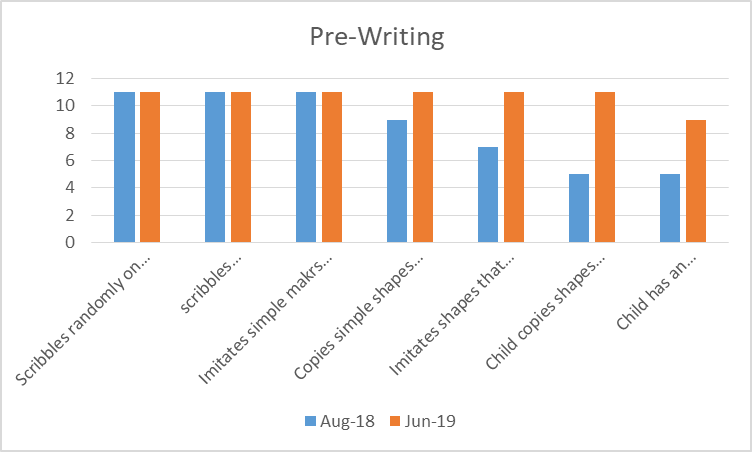 Pre-Writing
12
10
8
6
4
2
0
Scribbles randomly on...
scribbles...
Imitates simple makrs...
Copies simple shapes...
Imitates shapes that...
Child copies shapes...
Child has an...
Aug-18
Jun-19